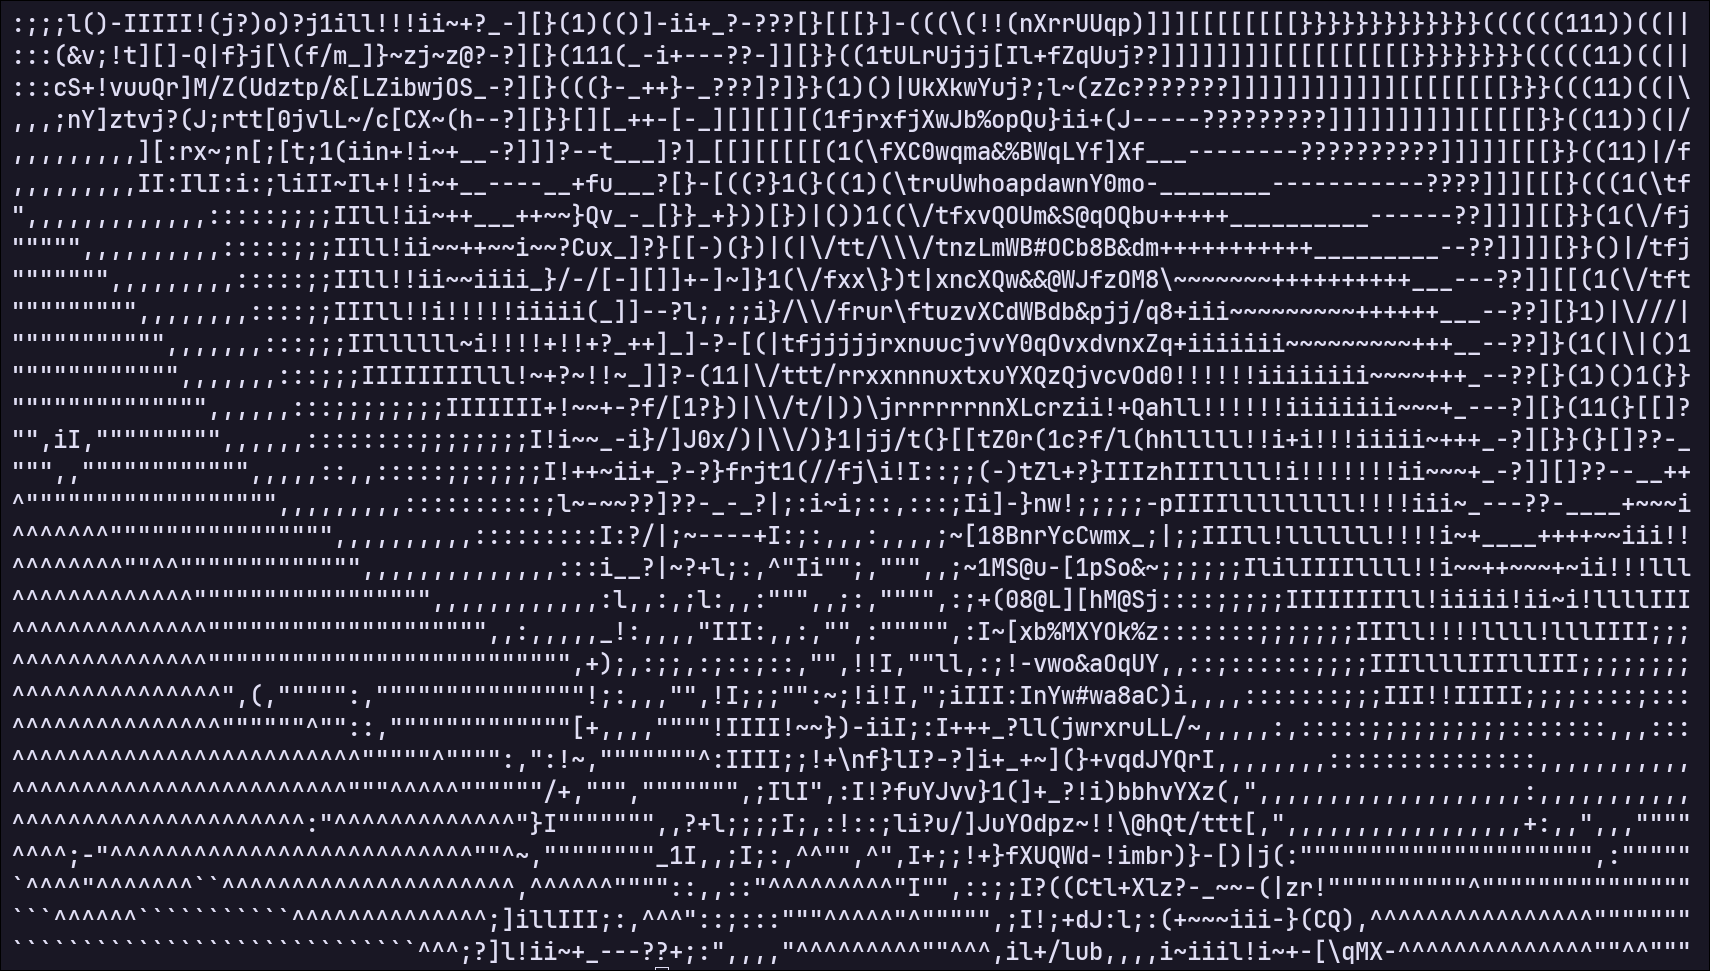 :;;;l()-IIIII!(j?)o)?j1ill!!!ii~+?_-][}(1)(()]-ii+_?-???[}[[[}]-(((\(!!(nXrrUUqp)]]][[[[[[[[}}}}}}}}}}}}}((((((111))((||
:::(&v;!t][]-Q|f}j[\(f/m_]}~zj~z@?-?][}(111(_-i+---??-]][}((1tULrUjjj[Il+fZqUuj??]]]]]]]][[[[[[[[[[}}}}}}}}(((((11)((||
:::cS+!vuuQr]M/Z(Udztp/&[LZibwjOS_-?][}(((}-_++}-_???]?]}}(1)()|UkXkwYuj?;l~(zZc???????]]]]]]]]]]]][[[[[[[[}}}(((11)((|\
,,,;nY]ztvj?(J;rtt[0jvlL~/c[CX~(h--?][}}[][_++-[-_][][[][(1fjrxfjXwJb%opQu}ii+(J-----?????????]]]]]]]]]][[[[[}}((11))(|/
,,,,,,,,,][:rx~;n[;[t;1(iin+!i~+__-?]]]?--t___]?]_[[][[[[[(1(\fXC0wqma&%BWqLYf]Xf___--------??????????]]]]][[[}}((11)|/f
,,,,,,,,,II:IlI:i:;liII~Il+!!i~+__----__+fu___?[}-[((?}1(}((1)(\truUwhoapdawnY0mo-________-----------????]]][[[}(((1(\tf
",,,,,,,,,,,,,:::::;;;;IIll!ii~++___++~~}Qv_-_[}}_+}))[})|())1((\/tfxvQOUm&S@qOQbu+++++__________------??]]]][[}}(1(\/fj
""""",,,,,,,,,,:::::;;;IIll!ii~~++~~i~~?Cux_]?}[[-)(})|(|\/tt/\\\/tnzLmWB#OCb8B&dm+++++++++++_________--??]]]][}}()|/tfj
""""""",,,,,,,,,:::::;;IIll!!ii~~iiii_}/-/[-][]]+-]~]}1(\/fxx\})t|xncXQw&&@WJfzOM8\~~~~~~~++++++++++___---??]][[(1(\/tft
""""""""",,,,,,,,::::;;IIIll!!i!!!!!iiiii(_]]--?l;,;;i}/\\/frur\ftuzvXCdWBdb&pjj/q8+iii~~~~~~~~~++++++___--??][}1)|\///|
""""""""""",,,,,,,:::;;;IIllllll~i!!!!+!!+?_++]_]-?-[(|tfjjjjjrxnuucjvvY0qOvxdvnxZq+iiiiiii~~~~~~~~~+++__--??]}(1(|\|()1
"""""""""""",,,,,,,:::;;;IIIIIIIIlll!~+?~!!~_]]?-(11|\/ttt/rrxxnnnuxtxuYXQzQjvcvOd0!!!!!!iiiiiiii~~~~+++_--??[}(1)()1(}}
"""""""""""""",,,,,,:::;;;;;;;;IIIIIII+!~~+-?f/[1?})|\\/t/|))\jrrrrrrnnXLcrzii!+Qahll!!!!!!iiiiiiii~~~+_---?][}(11(}[[]?
"",iI,""""""""",,,,,,::::::;;;;;;;;;;I!i~~_-i}/]J0x/)|\\/)}1|jj/t(}[[tZ0r(1c?f/l(hhlllll!!i+i!!!iiiii~+++_-?][}}(}[]??-_
""",,"""""""""""",,,,,::,,:::::;:;;;;;I!++~ii+_?-?}frjt1(//fj\i!I::;;(-)tZl+?}IIIzhIIIllll!i!!!!!!!ii~~~+_-?]][]??--__++
^"""""""""""""""""",,,,,,,,,:::::::::::;l~-~~??]??-_-_?|;:i~i;::,:::;Ii]-}nw!;;;;;-pIIIIlllllllll!!!!iii~_---??-____+~~~i
^^^^^^^"""""""""""""""",,,,,,,,,,:::::::::I:?/|;~----+I:;:,,,:,,,,;~[18BnrYcCwmx_;|;;IIIll!lllllll!!!!i~+____++++~~iii!!
^^^^^^^^""^^"""""""""""""",,,,,,,,,,,,,,:::i__?|~?+l;:,^"Ii"";,""",,;~1MS@u-[1pSo&~;;;;;;IlilIIIIllll!!i~~++~~~+~ii!!!lll
^^^^^^^^^^^^^""""""""""""""""",,,,,,,,,,,,:l,,:,;l:,,:""",,;:,"""",:;+(08@L][hM@Sj::::;;;;;IIIIIIIIll!iiiii!ii~i!llllIII
^^^^^^^^^^^^^^"""""""""""""""""""",,:,,,,,_!:,,,,"III:,,:,"",:""""",:I~[xb%MXYOk%z:::::::;;;;;;;IIIll!!!!llll!lllIIII;;;
^^^^^^^^^^^^^^"""""""""""""""""""""""""",+);,:;:;,:;:::;::,"",!!I,""ll,:;!-vwo&aOqUY,,::;:::::;;;;IIIllllIIIllIII;;;;;;;;
^^^^^^^^^^^^^^^",(,""""":,"""""""""""""""!;:,,,"",!I;;;"":~;!i!I,";iIII:InYw#wa8aC)i,,,,::::::::;;III!!IIIII;;;;:::::;:::
^^^^^^^^^^^^^^^""""""^""::,"""""""""""""[+,,,,""""!IIII!~~})-iiI;:I+++_?ll(jwrxruLL/~,,,,,:,:::::;;:;;;;;;:::::::,,,:::
^^^^^^^^^^^^^^^^^^^^^^^^^"""""^"""":,":!~,"""""""^:IIII;;!+\nf}lI?-?]i+_+~](}+vqdJYQrI,,,,,,,,:::::::::::::::,,,,,,,,,,,
^^^^^^^^^^^^^^^^^^^^^^^^"""^^^^^""""""/+,""",""""""",;IlI",:I!?fuYJvv}1(]+_?!i)bbhvYXz(,",,,,,,,,,,,,,,,,,,,:,,,,,,,,,,,
^^^^^^^^^^^^^^^^^^^^^:"^^^^^^^^^^^^^"}I""""""",,?+l;;;;I;,:!::;li?u/]JuYOdpz~!!\@hQt/ttt[,",,,,,,,,,,,,,,,,,+:,,",,,""""
^^^^;-"^^^^^^^^^^^^^^^^^^^^^^^^^^""^~,""""""""_1I,,;I;:,^^"",^",I+;;!+}fXUQWd-!imbr)}-[)|j(:""""""""""""""""""""",:"""""
`^^^^"^^^^^^^``^^^^^^^^^^^^^^^^^^^^^,^^^^^^""""::,,::"^^^^^^^^^"I"",::;;I?((Ctl+Xlz?-_~~-(|zr!""""""""""^"""""""""""""""
```^^^^^^```````````^^^^^^^^^^^^^^;]illIII;:,^^^"::;:::"""^^^^^"^""""",;I!;+dJ:l;:(+~~~iii-}(CQ),^^^^^^^^^^^^^^^^"""""""
`````````````````````````````^^^;?]l!ii~+_---??+;:",,,,"^^^^^^^^^""^^^,il+/lub,,,,i~iiil!i~+-[\qMX-^^^^^^^^^^^^^^""^^"""